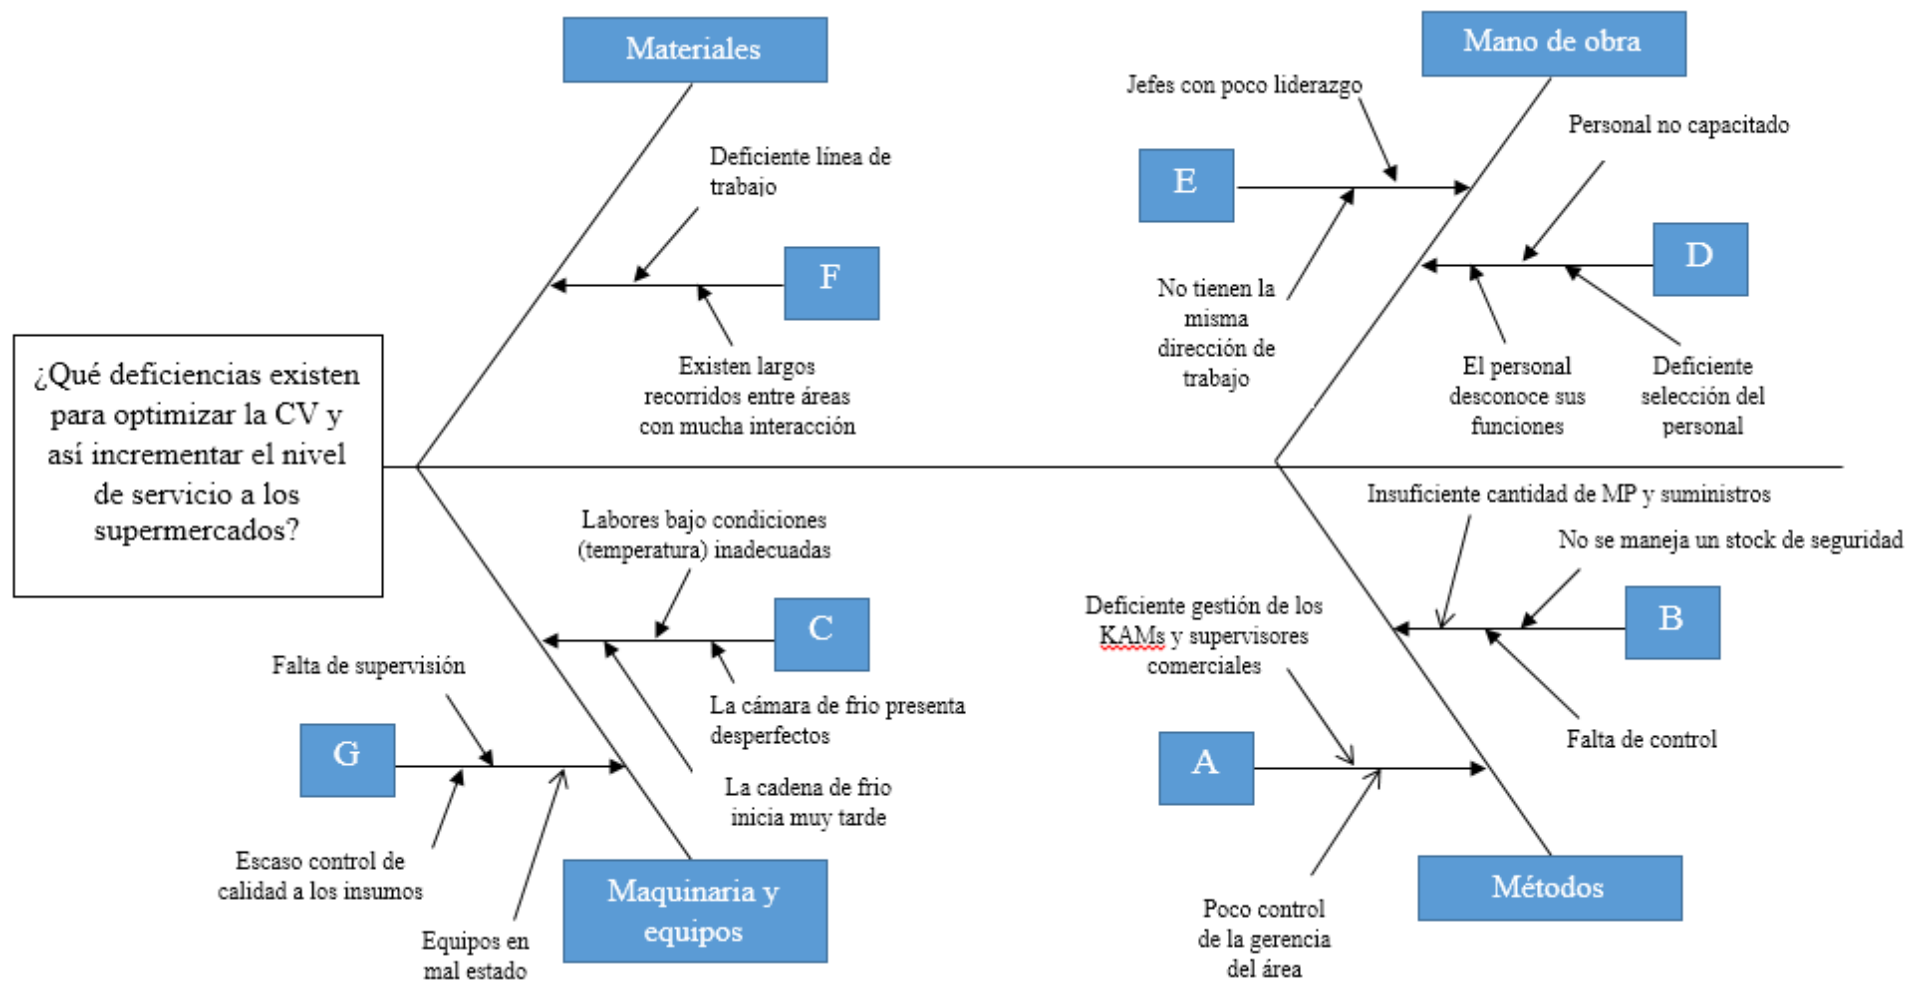 Materiales
Mano de obra
Jefes con poco liderazgo
Personal no capacitado
Deficiente línea de
trabajo
E
D
F
No tienen la
misma
dirección de
trabajo
El personal
desconoce sus
funciones
Deficiente
selección del
personal
Existen largos
recorridos entre áreas
con mucha interacción
¿Qué deficiencias existen
para optimizar la CV y
así incrementar el nivel
de servicio a los
supermercados?
Insuficiente cantidad de MP y suministros
No se maneja un stock de seguridad
Labores bajo condiciones
(temperatura) inadecuadas
Deficiente gestión de los
KAMs y supervisores
comerciales
B
C
Falta de supervisión
La cámara de frio presenta
desperfectos
Falta de control
G
A
La cadena de frio
inicia muy tarde
Escaso control de
calidad a los insumos
Maquinaria y
equipos
Métodos
Equipos en
mal estado
Poco control
de la gerencia
del área